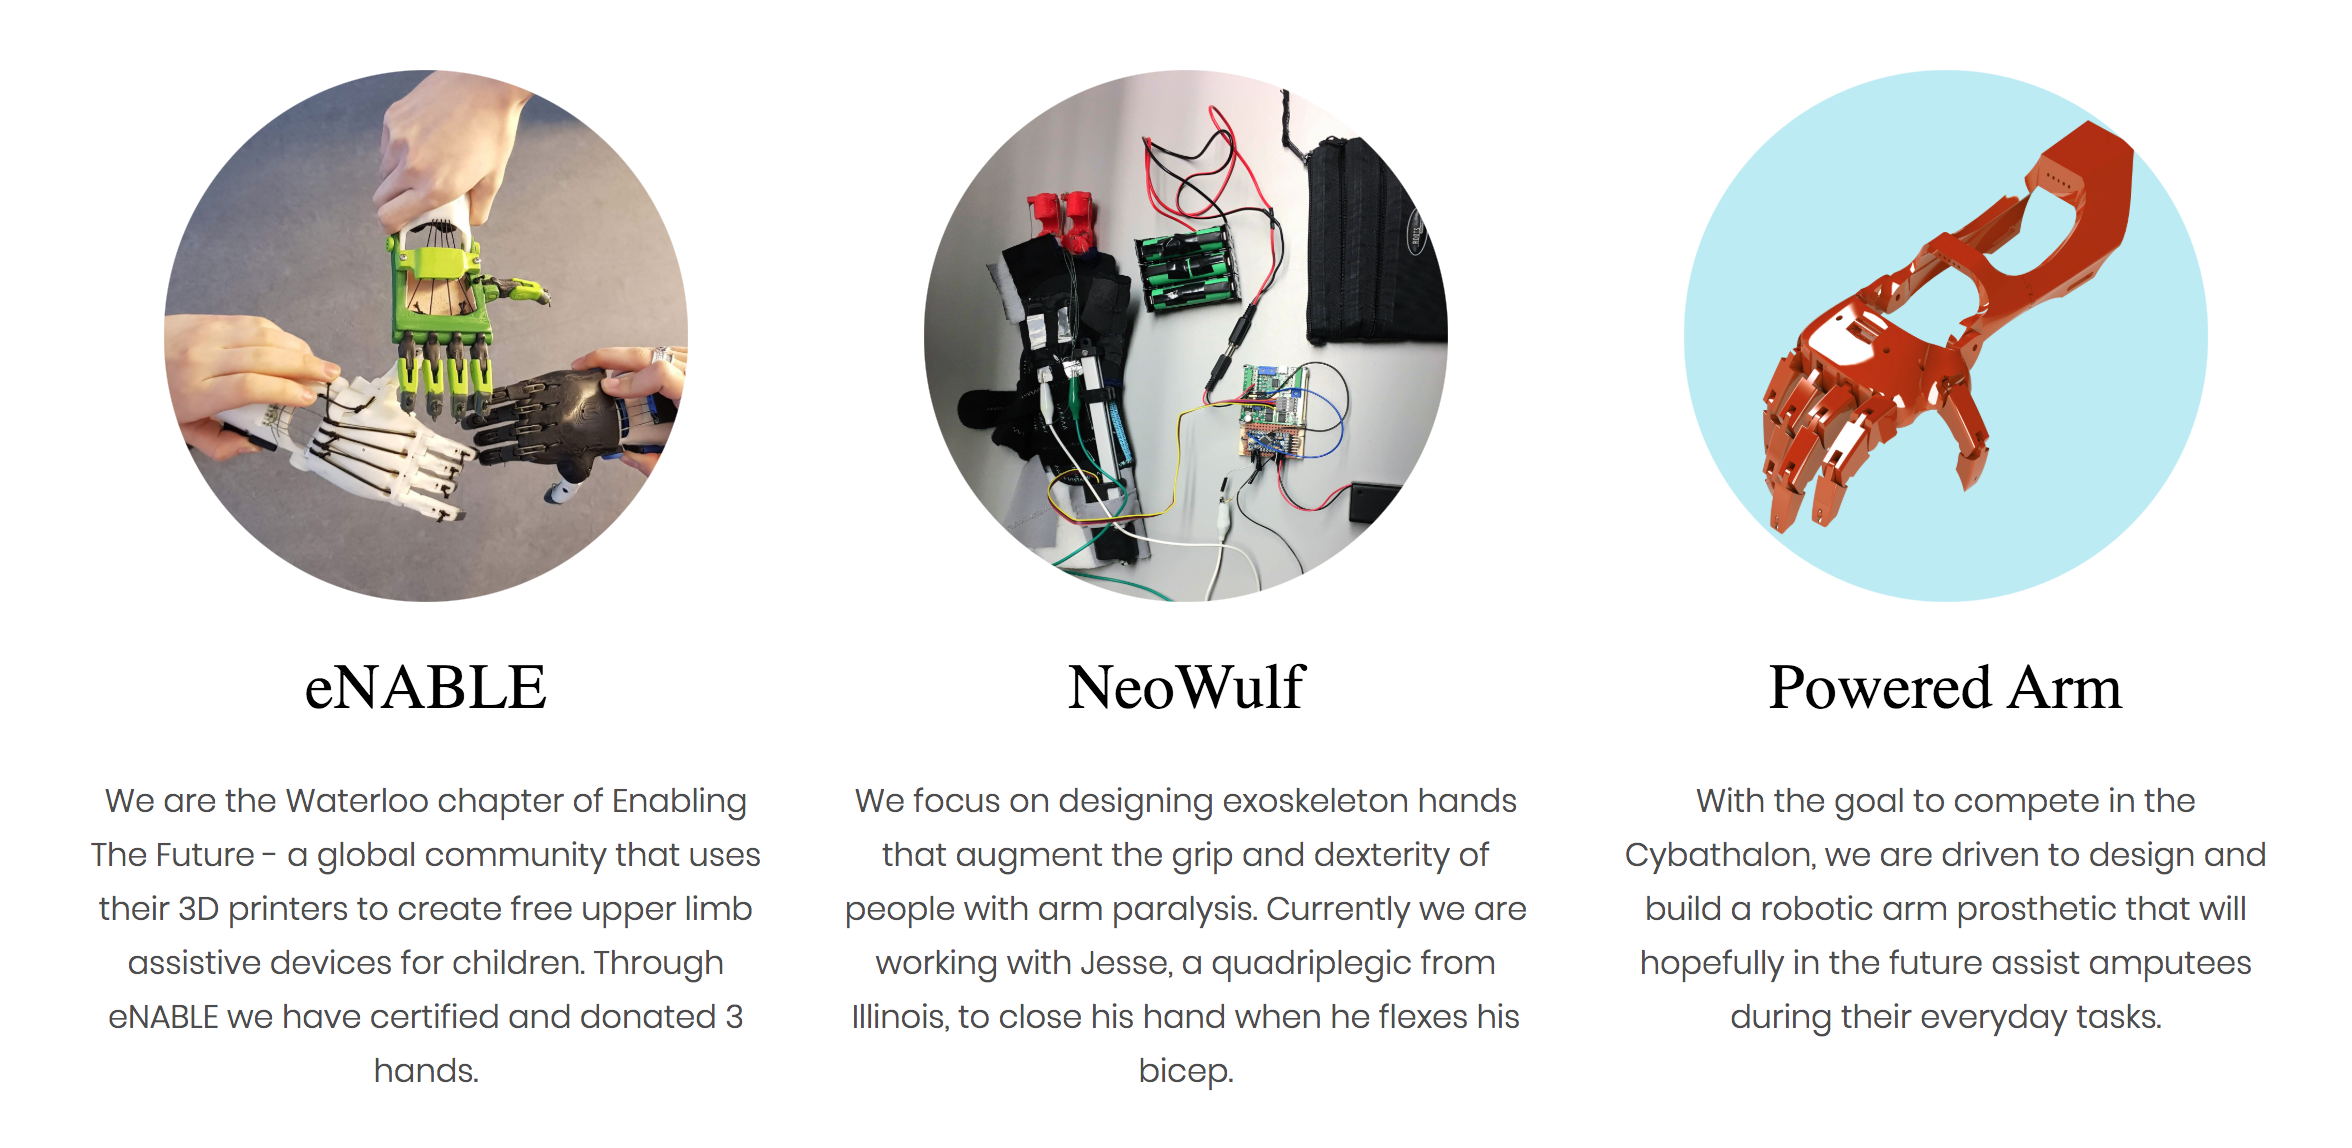 ROOTS
eNABLE
We are the Waterloo chapter of Enabling
The Future - a global community that uses
their 3D printers to create free upper limb
assistive devices for children. Through
eNABLE we have certified and donated 3
hands.
NeoWulf
We focus on designing exoskeleton hands
that augment the grip and dexterity of
people with arm paralysis. Currently we are
working with Jesse, a quadriplegic from
Illinois, to close his hand when he flexes his
bicep.
Powered Arm
With the goal to compete in the
Cybathalon, we are driven to design and
build a robotic arm prosthetic that will
hopefully in the future assist amputees
during their everyday tasks.